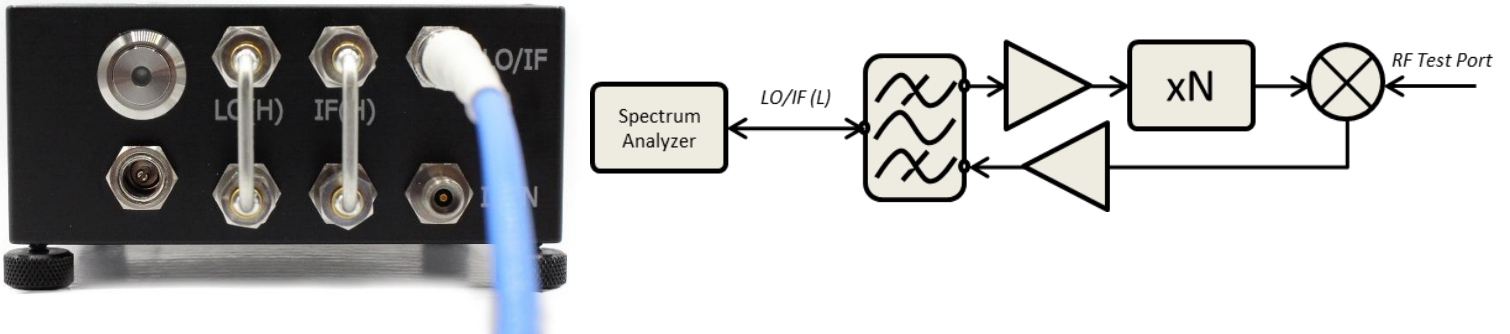 LO/IF
LO(H) IF(H)
Spectrum
Analyzer
LO/IF (L)
xN
RF Test Port